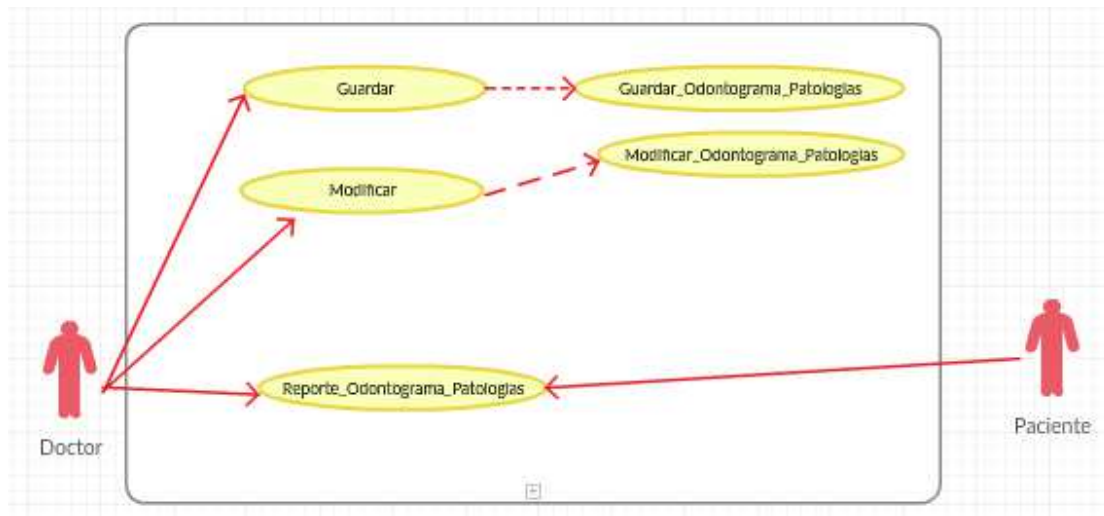 Guardar
Guardar_Odontograma_Patologias
Modificar_Odontograma_Patologias
Modificar
Reporte_Odontograma_Patologias
Doctor
Paciente